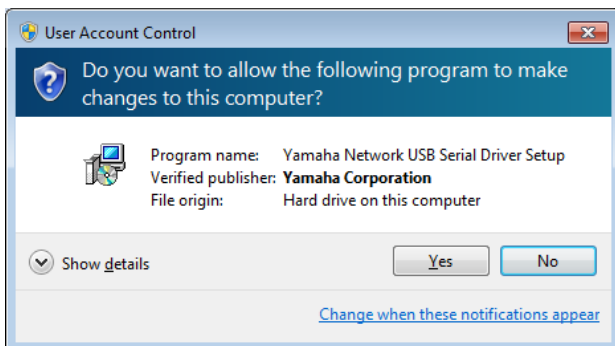 User Account Control
Do you want to allow the following program to make
changes to this computer?
Program name: Yamaha Network USB Serial Driver Setup
Verified publisher: Yamaha Corporation
File origin: Hard drive on this computer
Show details
Yes
No
Change when these notifications appear